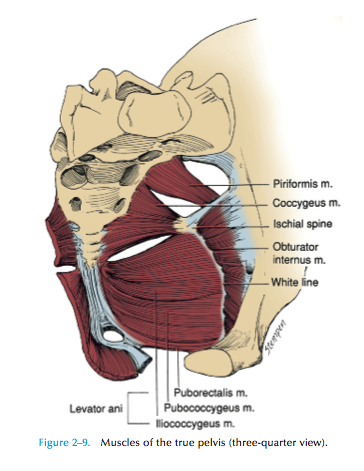 Piriformis m.
Coccygeus m.
Ischial spine
Obturator
internus m.
White line
Stempen
Puborectalis m.
Levator ani
Pubococcygeus m.
Iliococcygeus m.
Figure 2–9. Muscles of the true pelvis (three-quarter view).